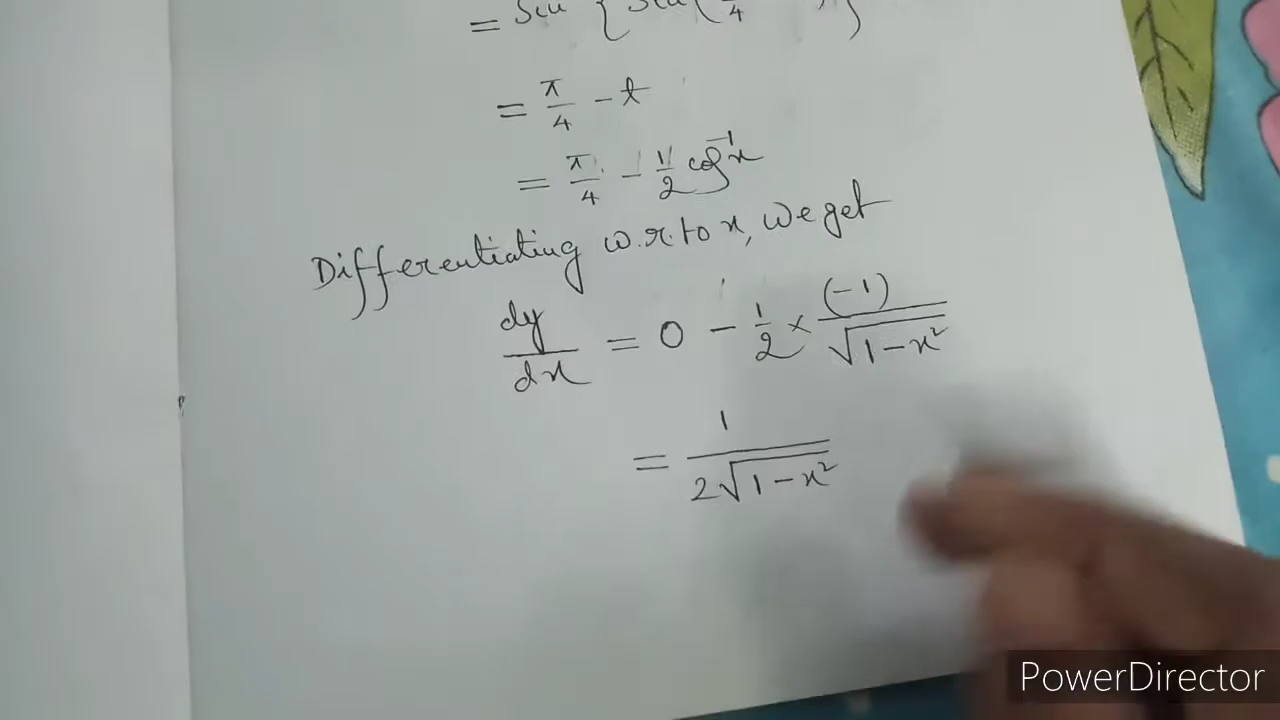 = π/4 - t
= π/4 - 1/2 cos⁻¹x
Differentiating w.r.to x, we get
dy/dx = 0 - 1/2 × (-1)/√(1-x²)
= 1/(2√(1-x²))
PowerDirector